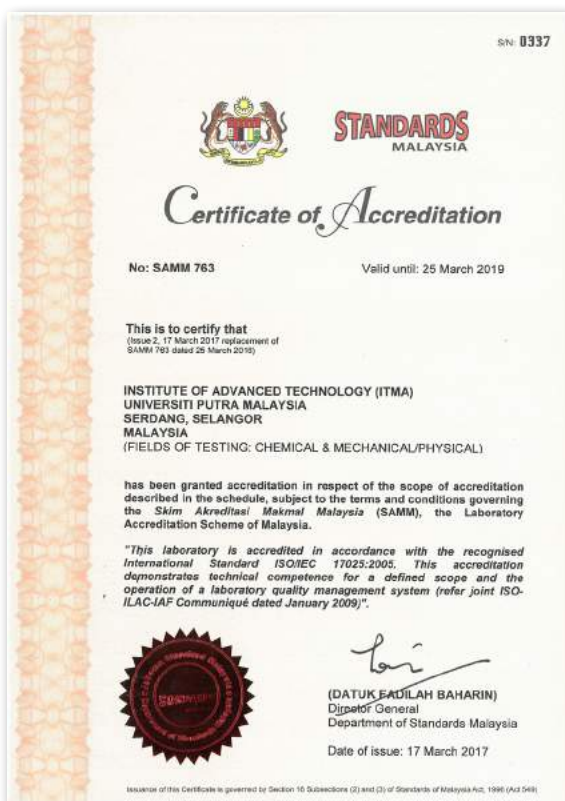 S/N: 0337
STANDARDS
MALAYSIA
Certificate of Accreditation
No: SAMM 763
Valid until: 25 March 2019
This is to certify that
(Issue 2, 17 March 2017 replacement of
SAMM 763 dated 25 March 2016)
INSTITUTE OF ADVANCED TECHNOLOGY (ITMA)
UNIVERSITI PUTRA MALAYSIA
SERDANG, SELANGOR
MALAYSIA
(FIELDS OF TESTING: CHEMICAL & MECHANICAL/PHYSICAL)
has been granted accreditation in respect of the scope of accreditation
described in the schedule, subject to the terms and conditions governing
the Skim Akreditasi Makmal Malaysia (SAMM), the Laboratory
Accreditation Scheme of Malaysia.
"This laboratory is accredited in accordance with the recognised
International Standard ISO/IEC 17025:2005. This accreditation
demonstrates technical competence for a defined scope and the
operation of a laboratory quality management system (refer joint ISO-
ILAC-IAF Communiqué dated January 2009)".
(DATUK FADILAH BAHARIN)
Director General
Department of Standards Malaysia
Date of issue: 17 March 2017
Issuance of this Certificate is governed by Section 16 Subsections (2) and (3) of Standards of Malaysia Act, 1996 (Act 549)